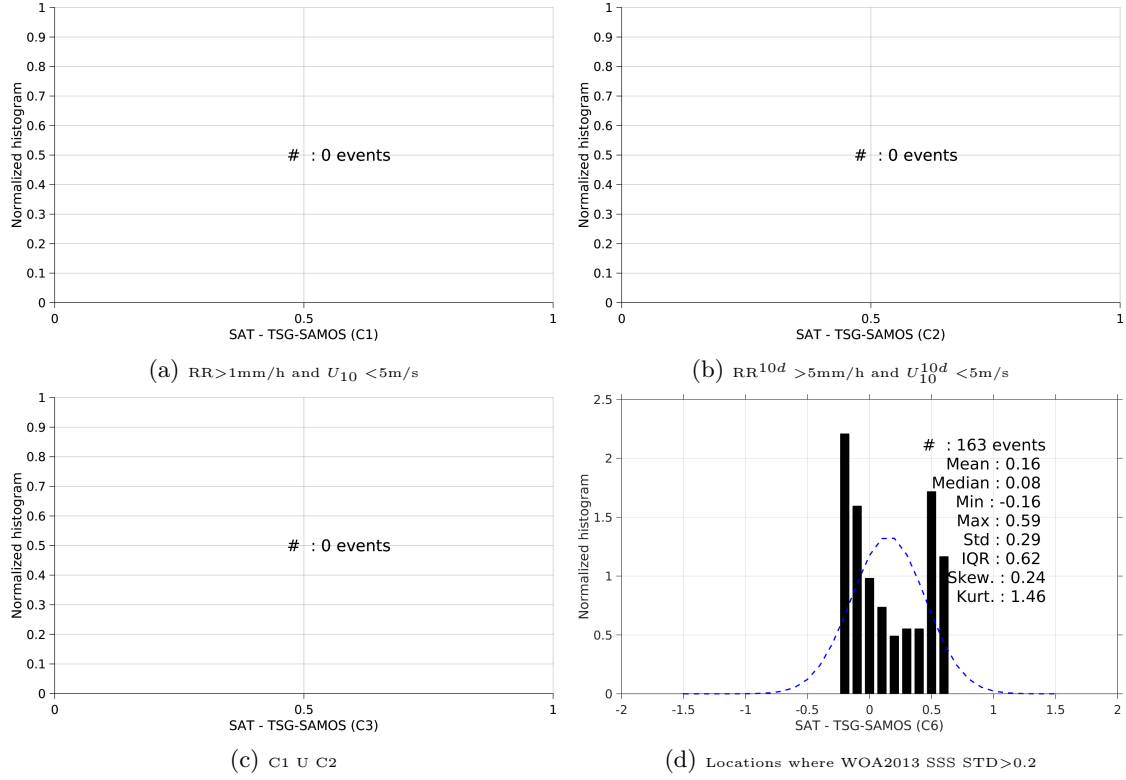 1
0.9
0.8
0.7
0.6
0.5
0.4
0.3
0.2
0.1
0
Normalized histogram
# : 0 events
0 0.5 1
SAT - TSG-SAMOS (C1)
(a) RR>1mm/h and U10 <5m/s
1
0.9
0.8
0.7
0.6
0.5
0.4
0.3
0.2
0.1
0
Normalized histogram
# : 0 events
0 0.5 1
SAT - TSG-SAMOS (C2)
(b) RR10d >5mm/h and U10d10 <5m/s
1
0.9
0.8
0.7
0.6
0.5
0.4
0.3
0.2
0.1
0
Normalized histogram
# : 0 events
0 0.5 1
SAT - TSG-SAMOS (C3)
(c) C1 U C2
2.5
2
1.5
1
0.5
0
Normalized histogram
# : 163 events
Mean : 0.16
Median : 0.08
Min : -0.16
Max : 0.59
Std : 0.29
IQR : 0.62
Skew. : 0.24
Kurt. : 1.46
-2 -1.5 -1 -0.5 0 0.5 1 1.5 2
SAT - TSG-SAMOS (C6)
(d) Locations where WOA2013 SSS STD>0.2